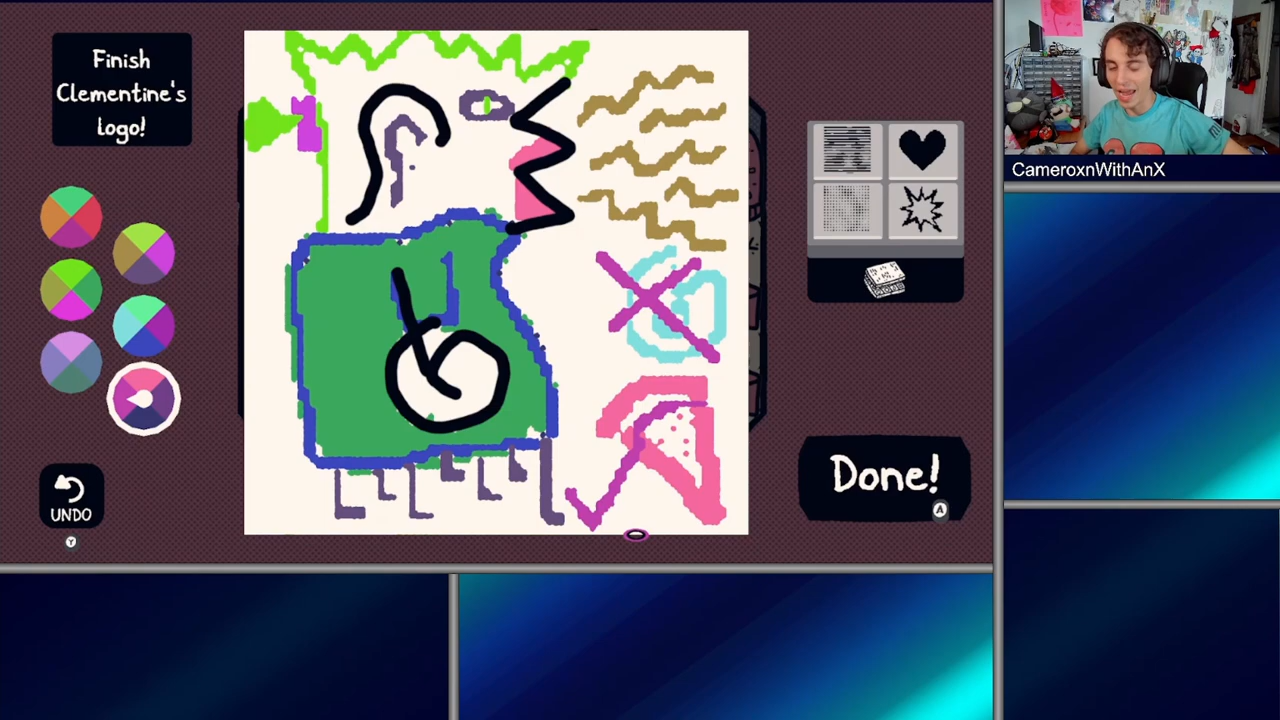 Finish
Clementine's
logo!
CameroxnWithAnX
UNDO
Y
Done!
A